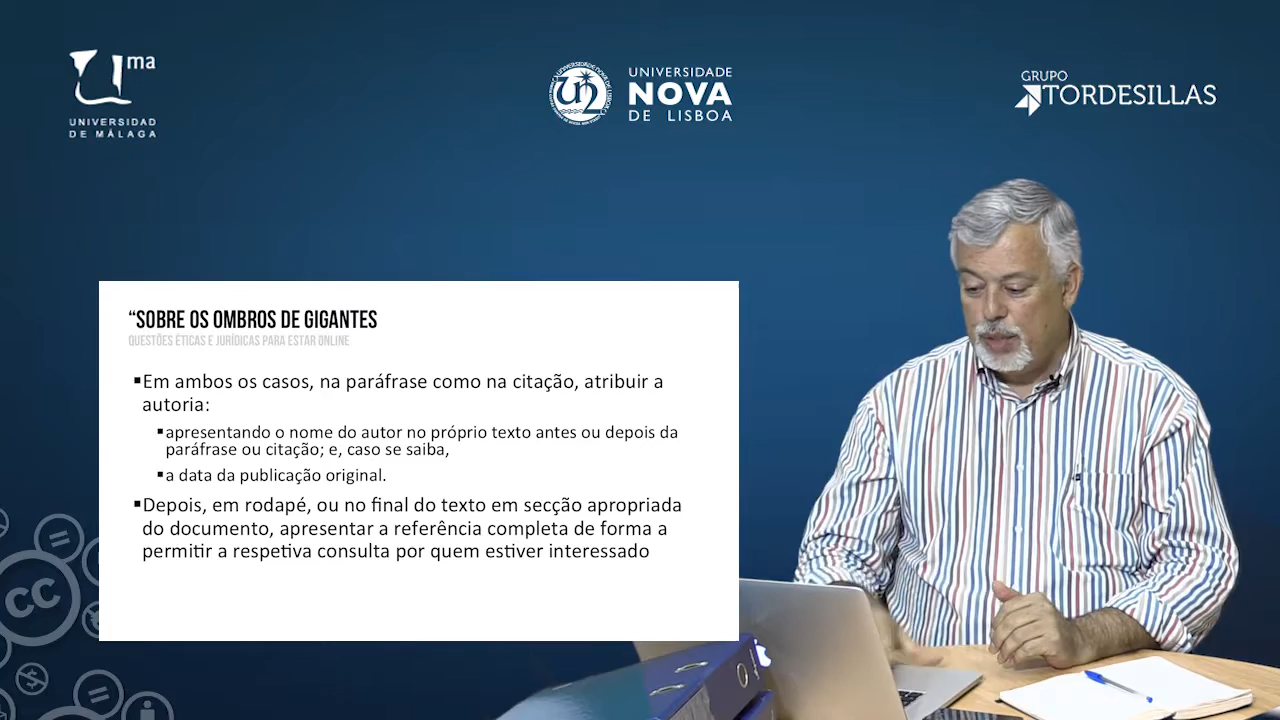 ma
UNIVERSIDAD
DE MÁLAGA
UNIVERSIDADE
NOVA
DE LISBOA
GRUPO
TORDESILLAS
“SOBRE OS OMBROS DE GIGANTES
QUESTÕES ÉTICAS E JURÍDICAS PARA ESTAR ONLINE
▪Em ambos os casos, na paráfrase como na citação, atribuir a
autoria:
▪apresentando o nome do autor no próprio texto antes ou depois da
paráfrase ou citação; e, caso se saiba,
▪a data da publicação original.
▪Depois, em rodapé, ou no final do texto em secção apropriada
do documento, apresentar a referência completa de forma a
permitir a respetiva consulta por quem estiver interessado
cc